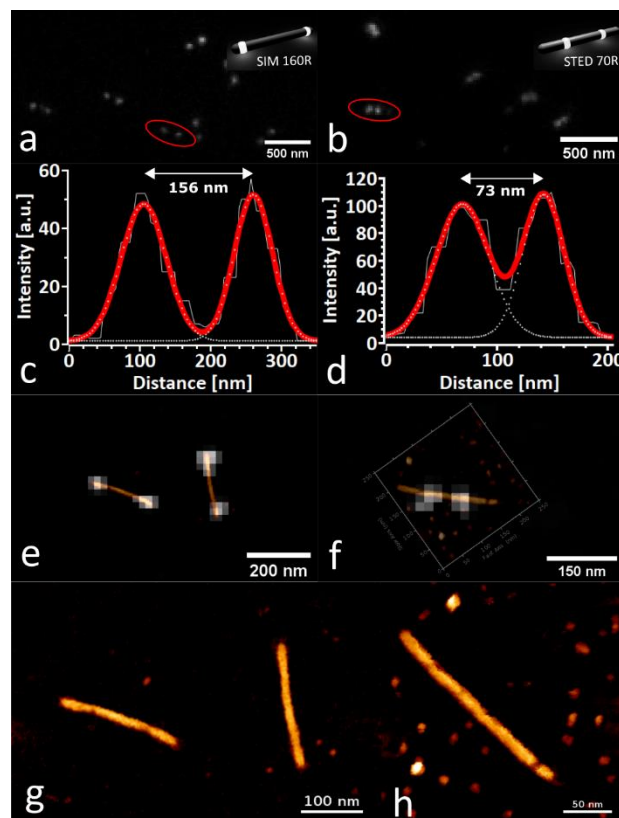 SIM 160R
a
500 nm
STED 70R
b
500 nm
60
40
20
0
Intensity [a.u.]
156 nm
c
0 100 200 300
Distance [nm]
120
100
80
60
40
20
0
Intensity [a.u.]
73 nm
d
0 100 200
Distance [nm]
e
200 nm
f
150 nm
g
100 nm
h
50 nm